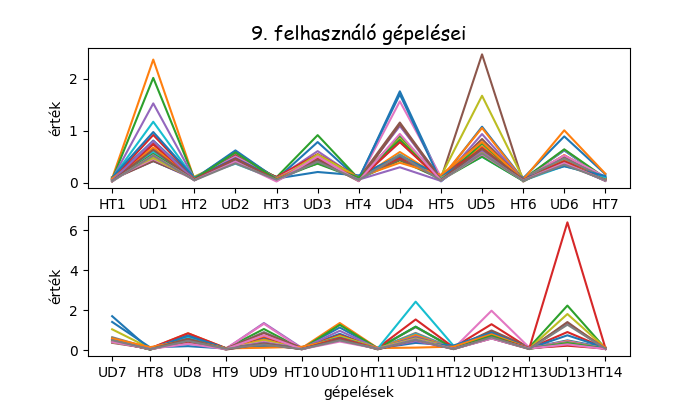 9. felhasználó gépelései
érték
2
1
0
HT1 UD1 HT2 UD2 HT3 UD3 HT4 UD4 HT5 UD5 HT6 UD6 HT7
érték
6
4
2
0
UD7 HT8 UD8 HT9 UD9 HT10 UD10 HT11 UD11 HT12 UD12 HT13 UD13 HT14
gépelések